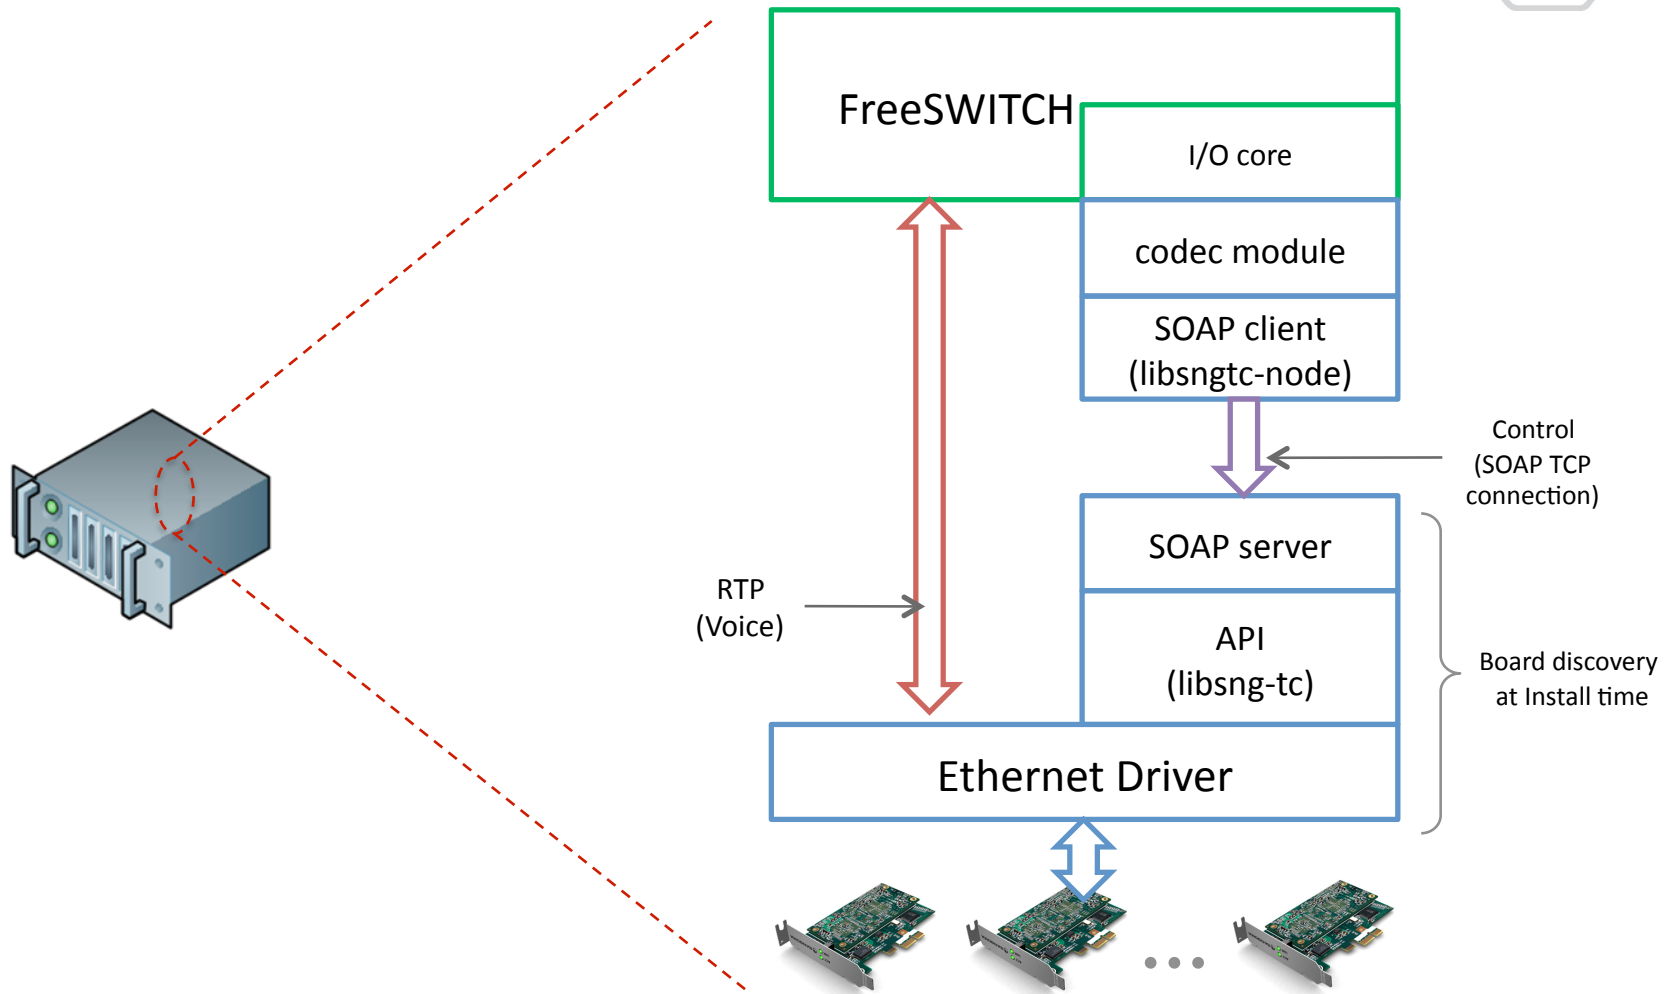 FreeSWITCH
I/O core
codec module
SOAP client
(libsngtc-node)
Control
(SOAP TCP
connection)
SOAP server
RTP
(Voice)
API
(libsng-tc)
Board discovery
at Install time
Ethernet Driver